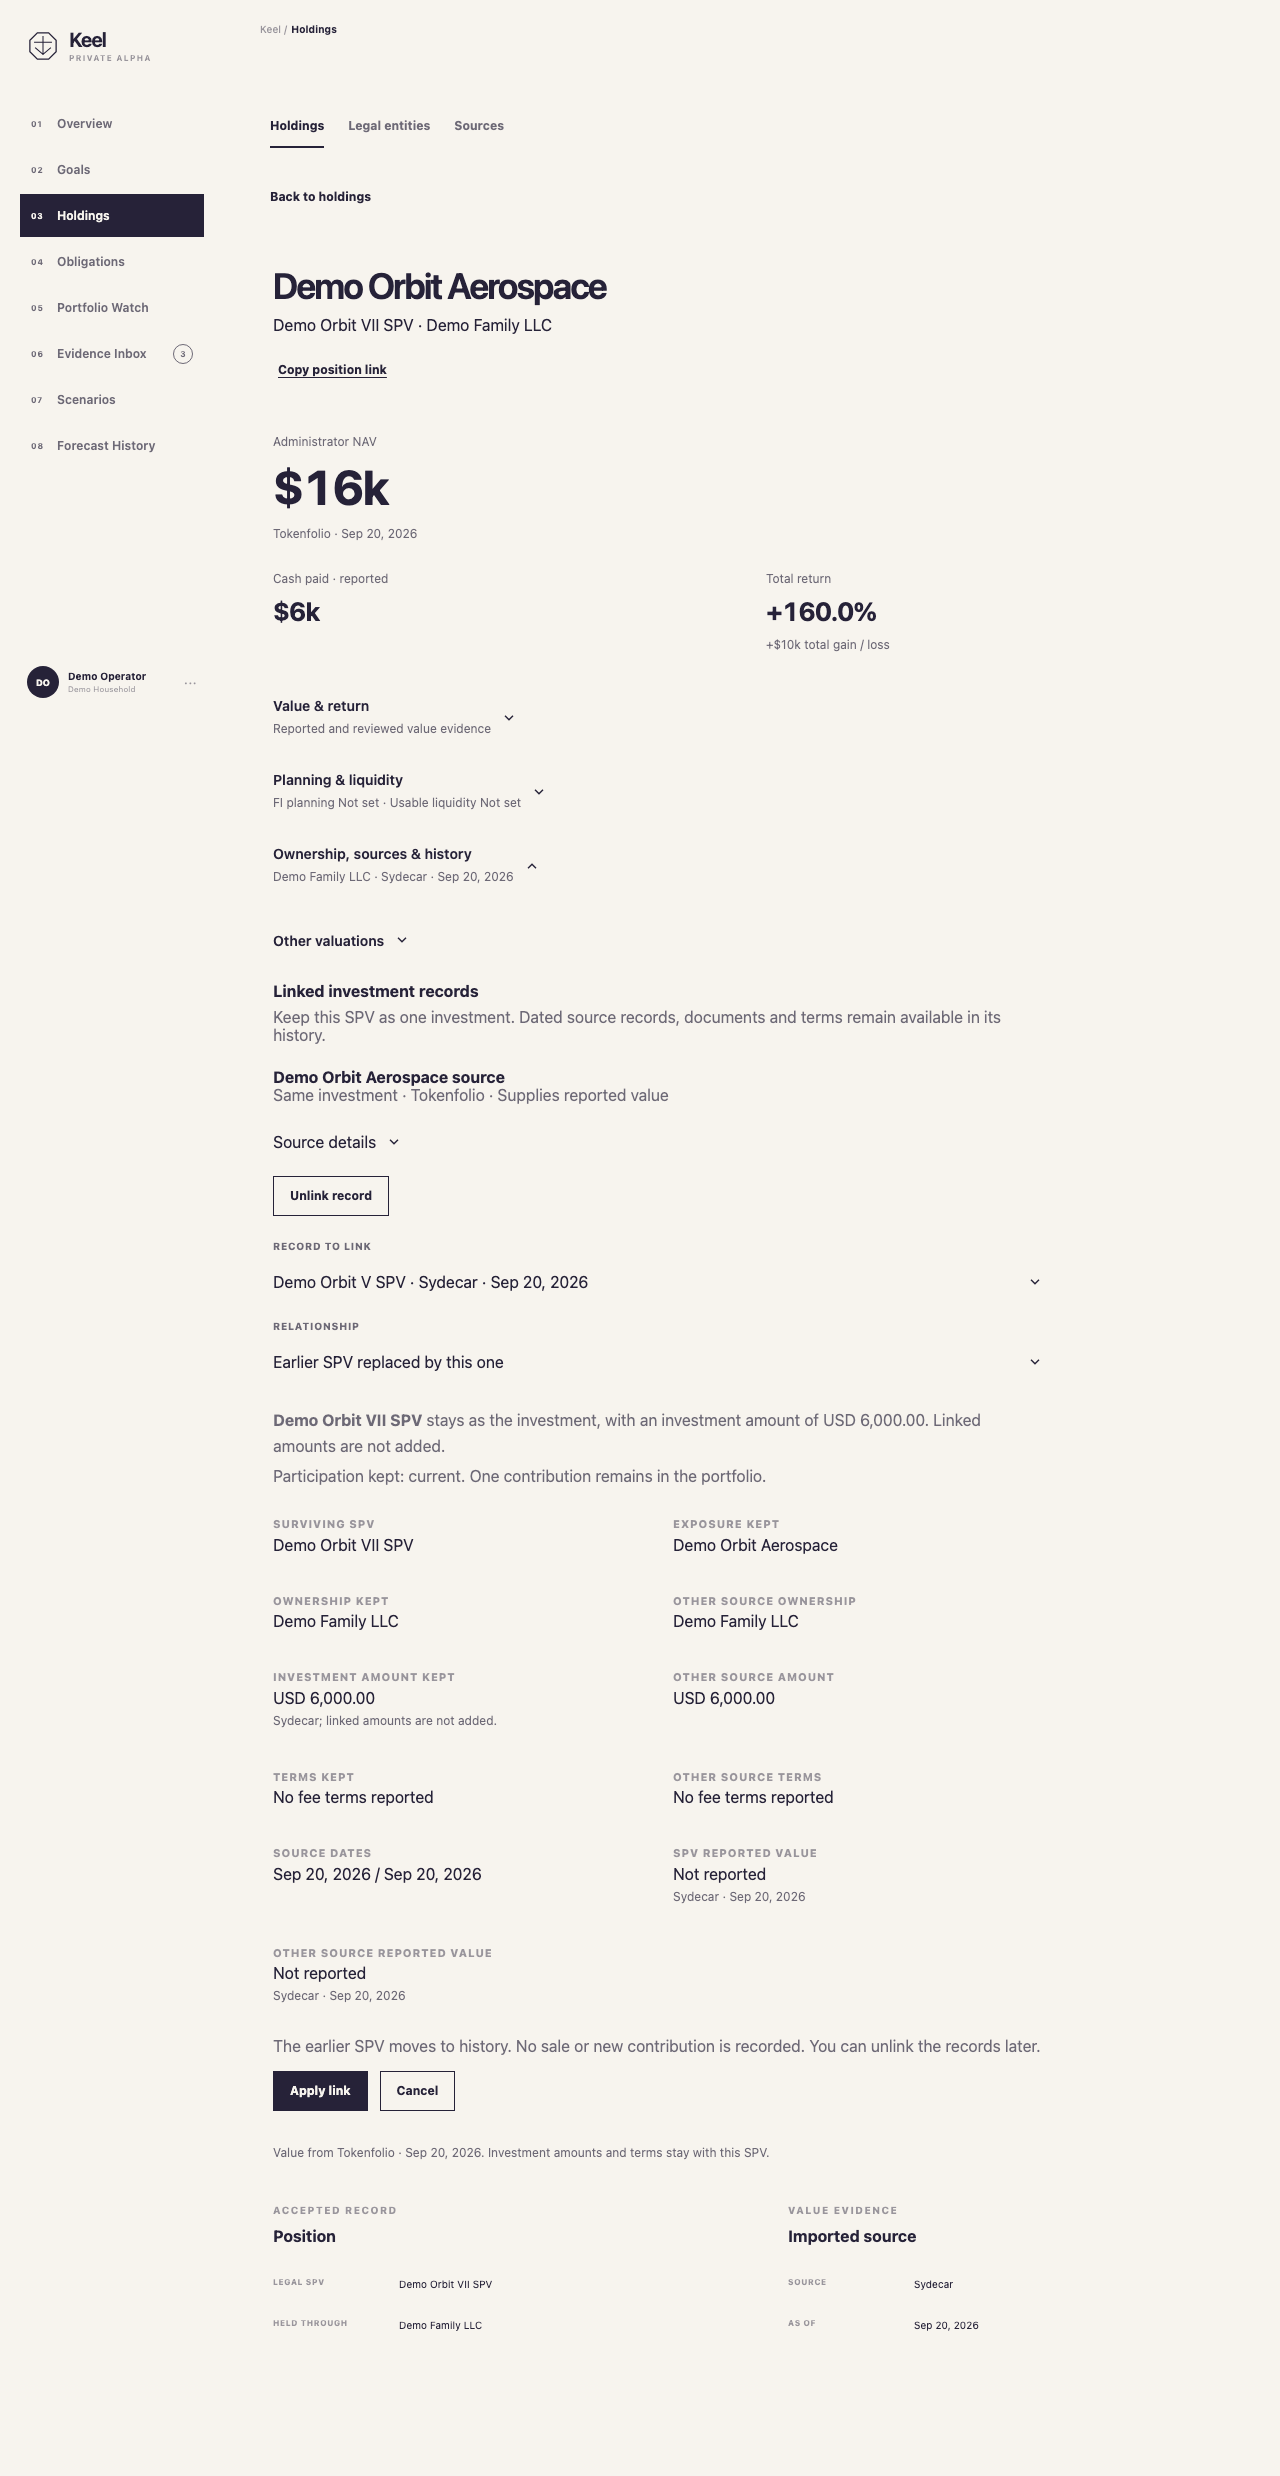 Keel
PRIVATE ALPHA
Keel / Holdings
01 Overview
02 Goals
03 Holdings
04 Obligations
05 Portfolio Watch
06 Evidence Inbox 3
07 Scenarios
08 Forecast History
DO
Demo Operator
Demo Household
...
Holdings Legal entities Sources
Back to holdings
Demo Orbit Aerospace
Demo Orbit VII SPV · Demo Family LLC
Copy position link
Administrator NAV
$16k
Tokenfolio · Sep 20, 2026
Cash paid · reported
$6k
Total return
+160.0%
+$10k total gain / loss
Value & return
Reported and reviewed value evidence
Planning & liquidity
FI planning Not set · Usable liquidity Not set
Ownership, sources & history
Demo Family LLC · Sydecar · Sep 20, 2026
Other valuations
Linked investment records
Keep this SPV as one investment. Dated source records, documents and terms remain available in its
history.
Demo Orbit Aerospace source
Same investment · Tokenfolio · Supplies reported value
Source details
Unlink record
RECORD TO LINK
Demo Orbit V SPV · Sydecar · Sep 20, 2026
RELATIONSHIP
Earlier SPV replaced by this one
Demo Orbit VII SPV stays as the investment, with an investment amount of USD 6,000.00. Linked
amounts are not added.
Participation kept: current. One contribution remains in the portfolio.
SURVIVING SPV
Demo Orbit VII SPV
EXPOSURE KEPT
Demo Orbit Aerospace
OWNERSHIP KEPT
Demo Family LLC
OTHER SOURCE OWNERSHIP
Demo Family LLC
INVESTMENT AMOUNT KEPT
USD 6,000.00
Sydecar; linked amounts are not added.
OTHER SOURCE AMOUNT
USD 6,000.00
TERMS KEPT
No fee terms reported
OTHER SOURCE TERMS
No fee terms reported
SOURCE DATES
Sep 20, 2026 / Sep 20, 2026
SPV REPORTED VALUE
Not reported
Sydecar · Sep 20, 2026
OTHER SOURCE REPORTED VALUE
Not reported
Sydecar · Sep 20, 2026
The earlier SPV moves to history. No sale or new contribution is recorded. You can unlink the records later.
Apply link Cancel
Value from Tokenfolio · Sep 20, 2026. Investment amounts and terms stay with this SPV.
ACCEPTED RECORD
Position
LEGAL SPV Demo Orbit VII SPV
HELD THROUGH Demo Family LLC
VALUE EVIDENCE
Imported source
SOURCE Sydecar
AS OF Sep 20, 2026